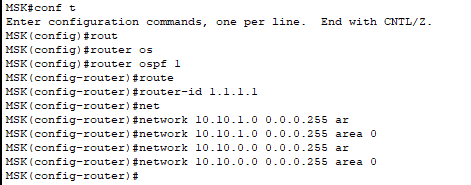 MSK#conf t
Enter configuration commands, one per line.  End with CNTL/Z.
MSK(config)#rout
MSK(config)#router os
MSK(config)#router ospf 1
MSK(config-router)#route
MSK(config-router)#router-id 1.1.1.1
MSK(config-router)#net
MSK(config-router)#network 10.10.1.0 0.0.0.255 ar
MSK(config-router)#network 10.10.1.0 0.0.0.255 area 0
MSK(config-router)#network 10.10.0.0 0.0.0.255 ar
MSK(config-router)#network 10.10.0.0 0.0.0.255 area 0
MSK(config-router)#